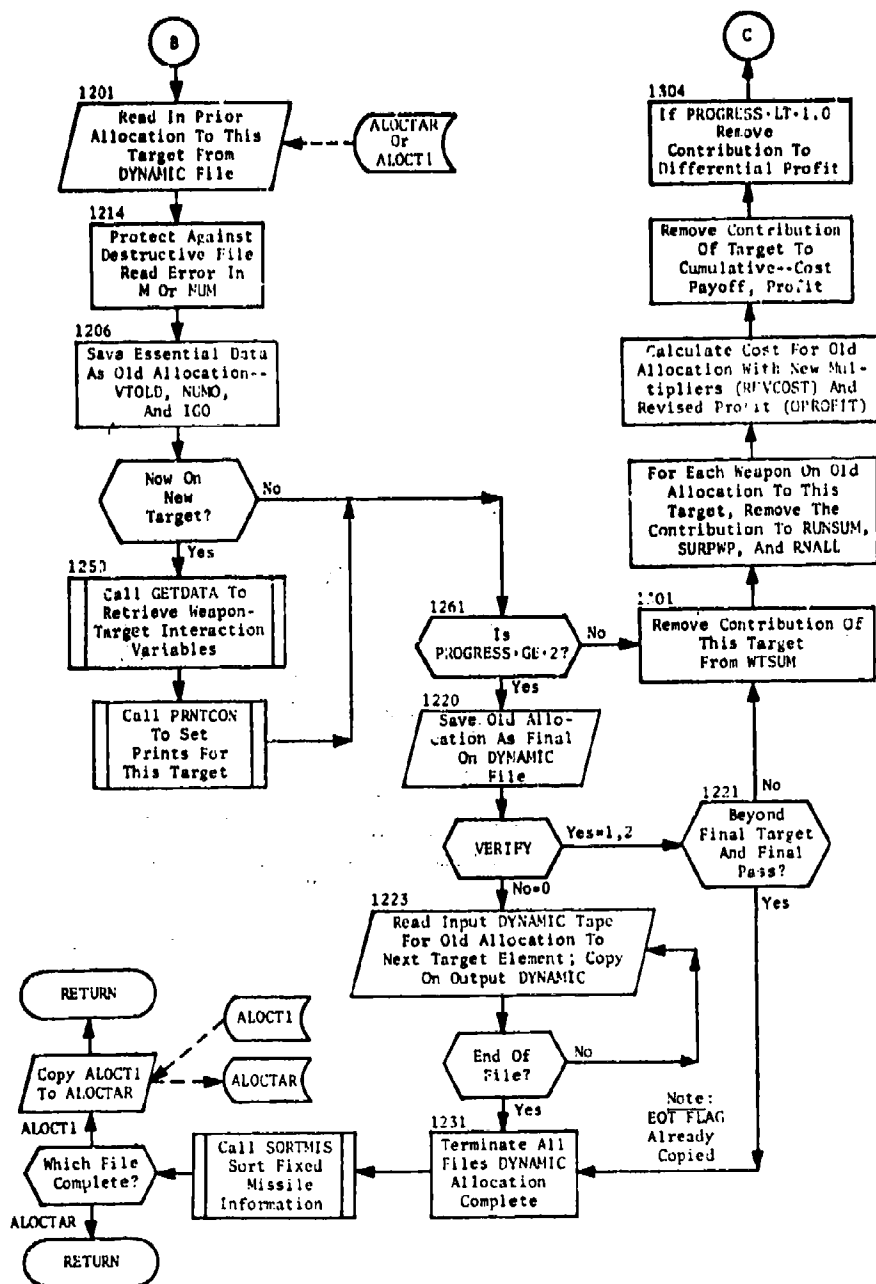 B
1201
Read In Prior
Allocation To This
Target From
DYNAMIC File
ALOCTAR
Or
ALOCT1
1214
Protect Against
Destructive File
Read Error In
M Or NUM
1206
Save Essential Data
As Old Allocation--
VTOLD, NUMO,
And IGO
Now On
New
Target?
No
Yes
1250
Call GETDATA To
Retrieve Weapon-
Target Interaction
Variables
Call PRNTCON
To Set
Prints For
This Target
C
1304
If PROGRESS·LT·1.0
Remove
Contribution To
Differential Profit
Remove Contribution
Of Target To
Cumulative--Cost
Payoff, Profit
Calculate Cost For Old
Allocation With New Mul-
tipliers (REVCOST) And
Revised Profit (OPROFIT)
For Each Weapon On Old
Allocation To This
Target, Remove The
Contribution To RUNSUM,
SURPWP, And RNALL
1301
Remove Contribution Of
This Target
From WTSUM
1261
Is
PROGRESS·GE·2?
No
Yes
1220
Save Old Allo-
cation As Final
On DYNAMIC
File
VERIFY
Yes=1,2
No=0
1221
No
Beyond
Final Target
And Final
Pass?
Yes
1223
Read Input DYNAMIC Tape
For Old Allocation To
Next Target Element; Copy
On Output DYNAMIC
End Of
File?
No
Yes
Note:
EOT FLAG
Already
Copied
1231
Terminate All
Files DYNAMIC
Allocation
Complete
Call SORTMIS
Sort Fixed
Missile
Information
Which File
Complete?
ALOCT1
ALOCTAR
Copy ALOCT1
To ALOCTAR
ALOCT1
ALOCTAR
RETURN
RETURN